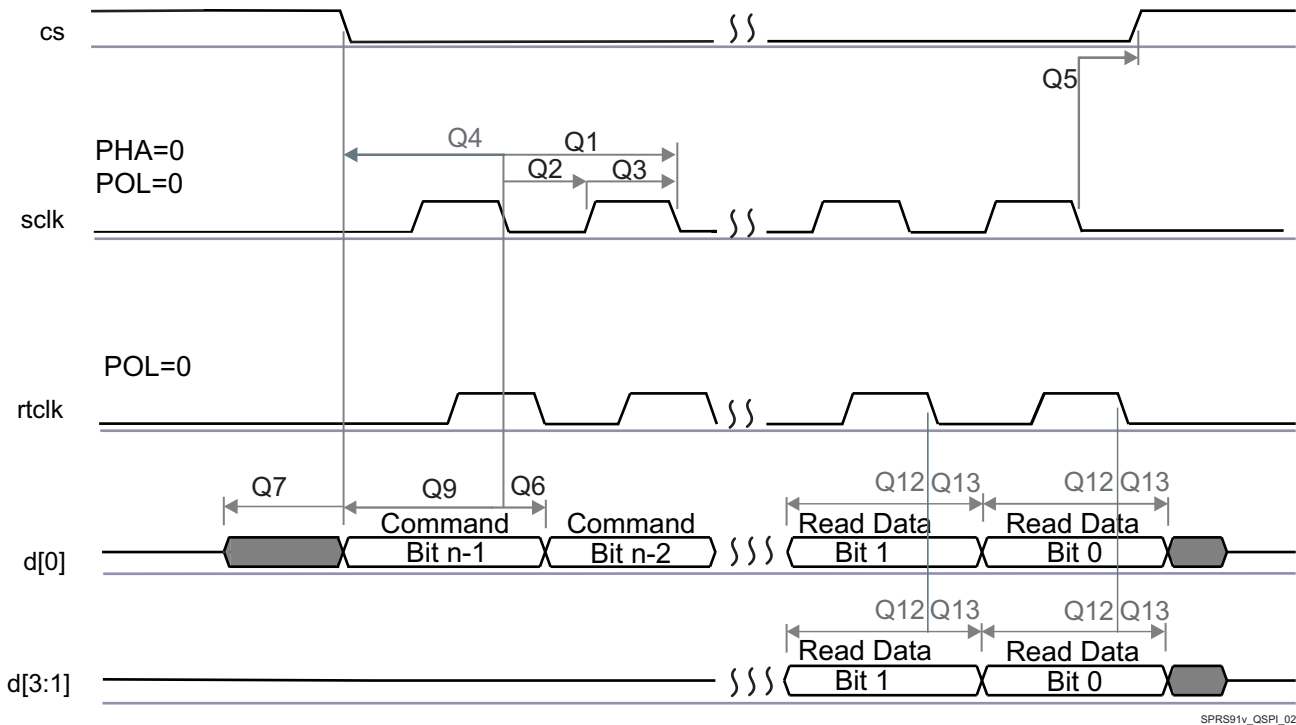 cs
Q5
PHA=0
Q4
Q1
POL=0
Q2
Q3
sclk
POL=0
rtclk
Q7
Q9
Q6
Q12
Q13
Q12
Q13
Command
Command
Read Data
Read Data
d[0]
Bit n-1
Bit n-2
Bit 1
Bit 0
Q12
Q13
Q12
Q13
Read Data
Read Data
d[3:1]
Bit 1
Bit 0
SPRS91v_QSPI_02